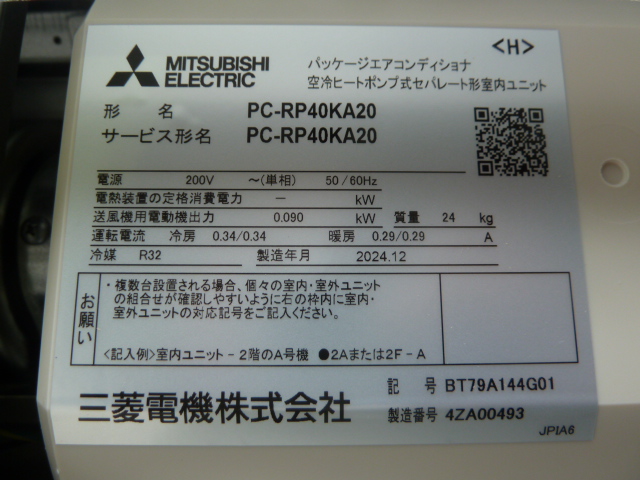 <H>
MITSUBISHI ELECTRIC
パッケージエアコンディショナ
空冷ヒートポンプ式セパレート形室内ユニット
形 名 PC-RP40KA20
サービス形名 PC-RP40KA20
電源 200V ～(単相) 50/60Hz
電熱装置の定格消費電力 － kW
送風機用電動機出力 0.090 kW 質量 24 kg
運転電流 冷房 0.34/0.34 暖房 0.29/0.29 A
冷媒 R32 製造年月 2024.12
お願い
・複数台設置される場合、個々の室内・室外ユニット
の組合せが確認しやすいように右の枠内に室内・
室外ユニットの対応記号をご記入ください。
<記入例>室内ユニット－2階のA号機 ●2Aまたは2F－A
記 号 BT79A144G01
三菱電機株式会社
製造番号 4ZA00493
JPIA6